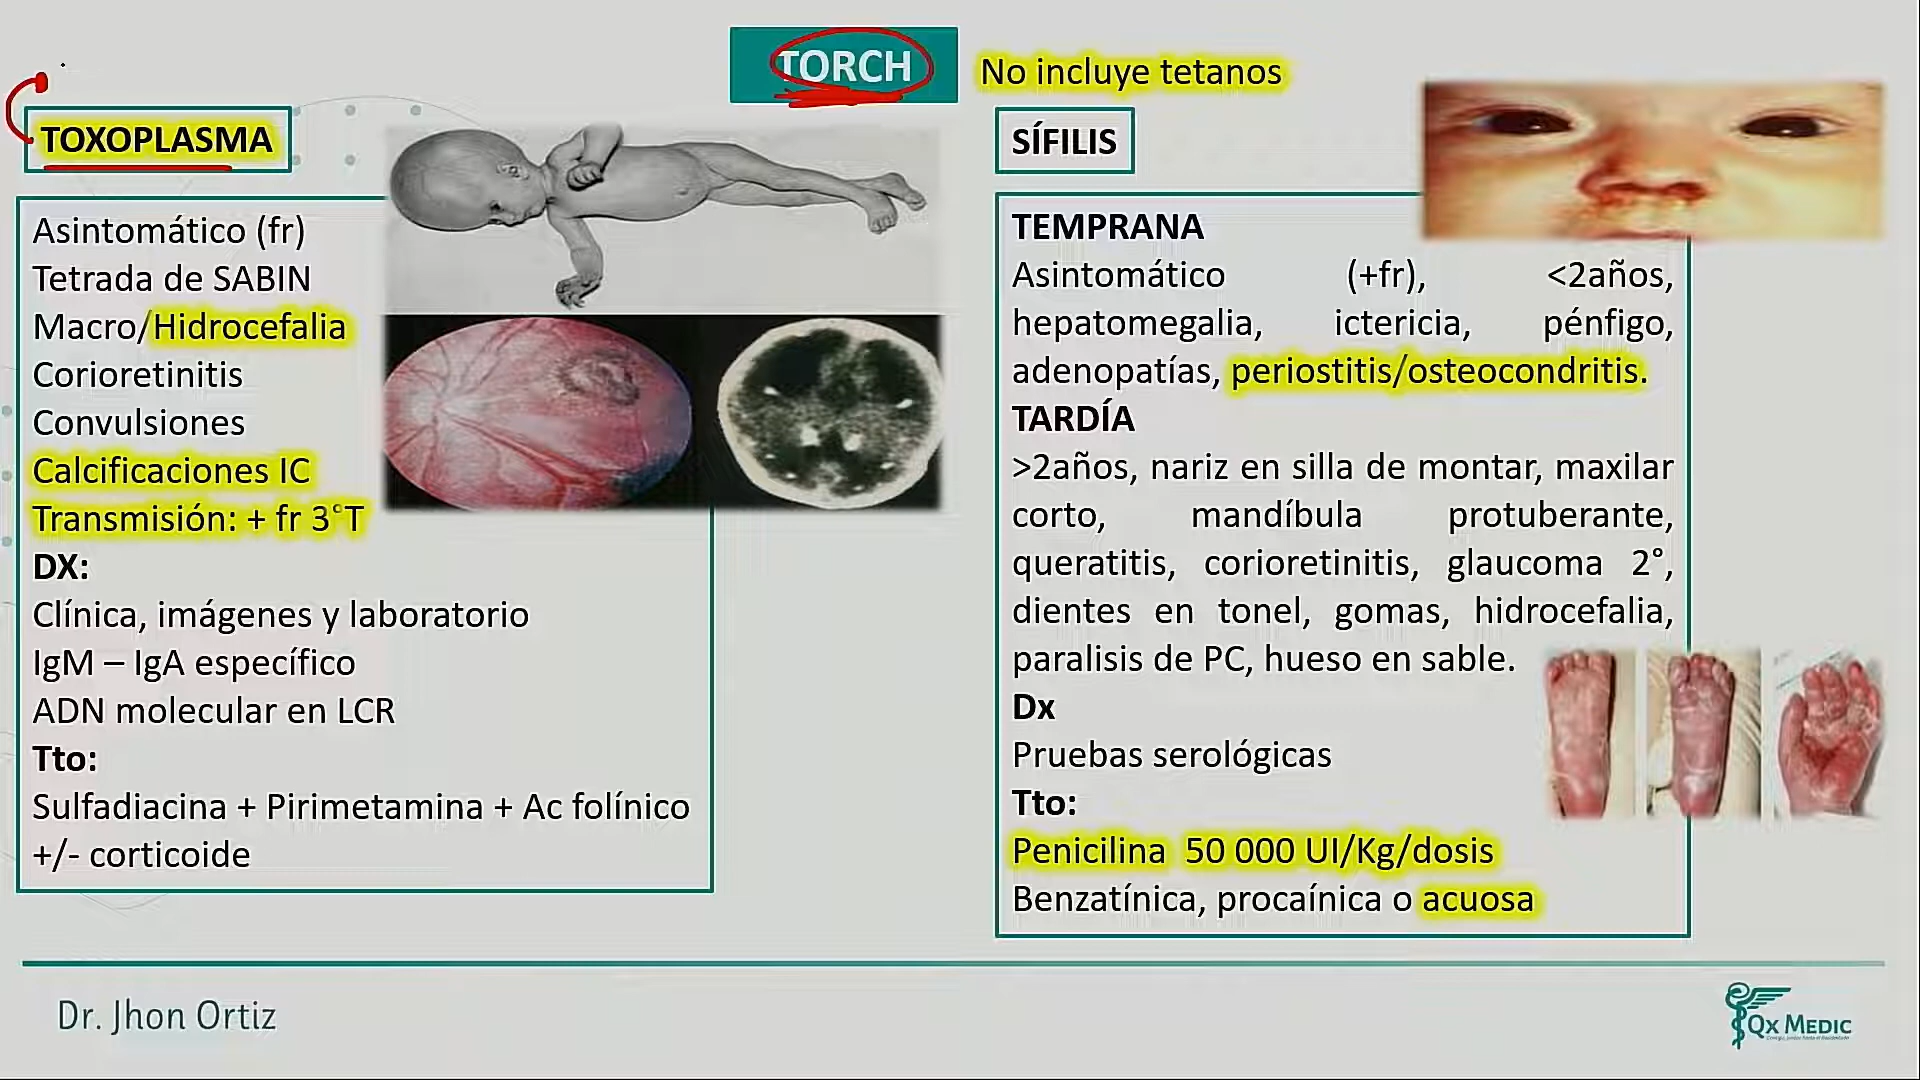 TORCH
No incluye tetanos
TOXOPLASMA
Asintomático (fr)
Tetrada de SABIN
Macro/Hidrocefalia
Corioretinitis
Convulsiones
Calcificaciones IC
Transmisión: + fr 3°T
DX:
Clínica, imágenes y laboratorio
IgM – IgA específico
ADN molecular en LCR
Tto:
Sulfadiacina + Pirimetamina + Ac folínico
+/- corticoide
SÍFILIS
TEMPRANA
Asintomático (+fr), <2años,
hepatomegalia, ictericia, pénfigo,
adenopatías, periostitis/osteocondritis.
TARDÍA
>2años, nariz en silla de montar, maxilar
corto, mandíbula protuberante,
queratitis, corioretinitis, glaucoma 2°,
dientes en tonel, gomas, hidrocefalia,
paralisis de PC, hueso en sable.
Dx
Pruebas serológicas
Tto:
Penicilina 50 000 UI/Kg/dosis
Benzatínica, procaínica o acuosa
Dr. Jhon Ortiz
QX MEDIC